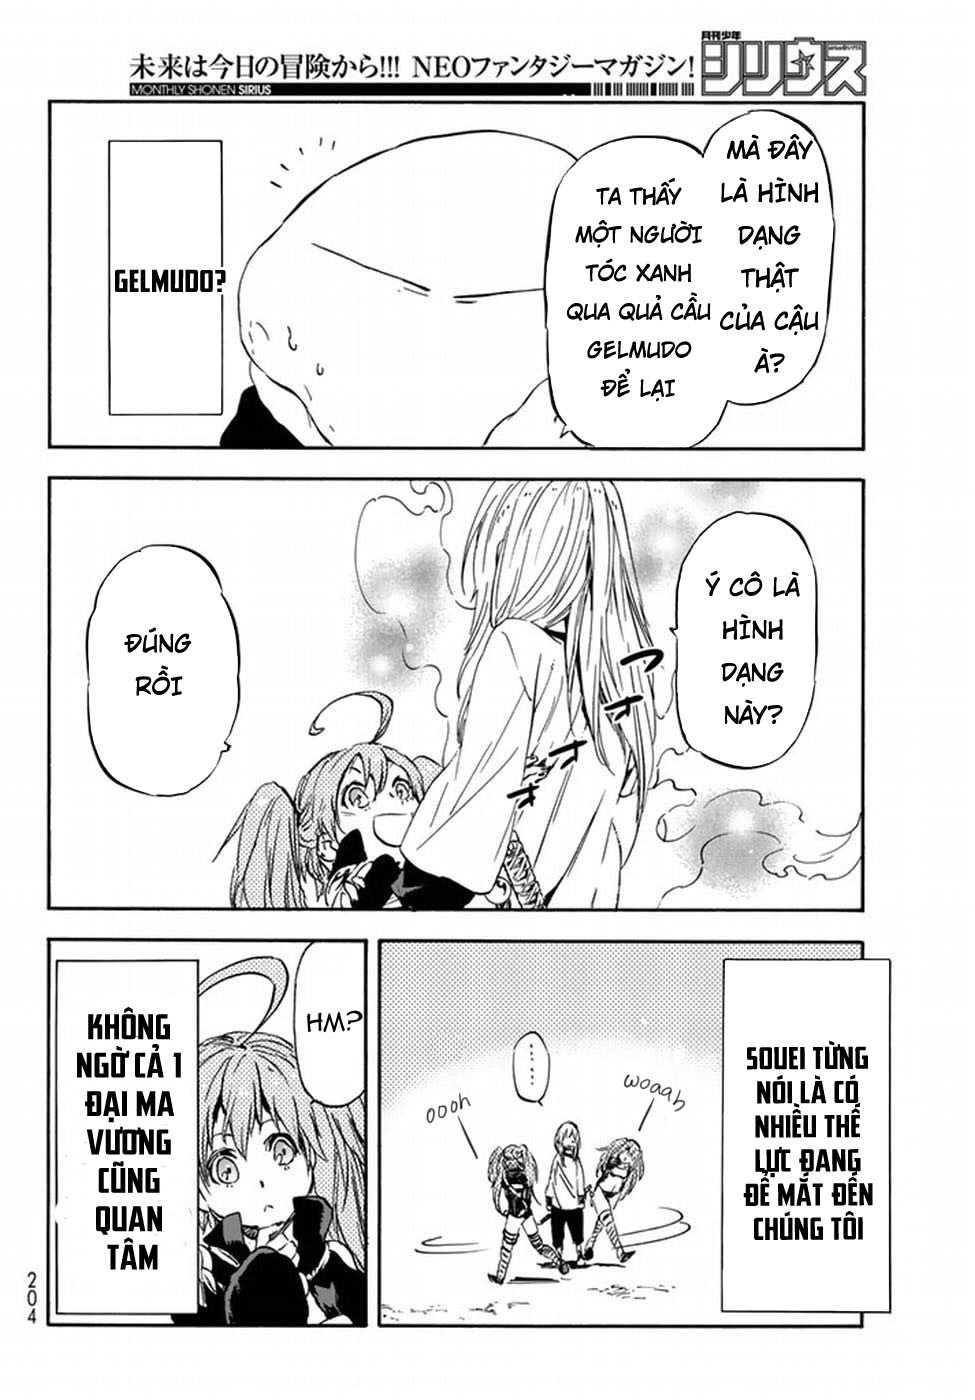 未来は今日の冒険から!!! NEOファンタジーマガジン!
月刊少年
シリウス
MONTHLY SHONEN SIRIUS
MÀ ĐÂY
LÀ HÌNH
DẠNG
THẬT
CỦA CẬU
À?
TA THẤY
MỘT NGƯỜI
TÓC XANH
QUA QUẢ CẦU
GELMUDO
ĐỂ LẠI
GELMUDO?
Ý CÔ LÀ
HÌNH
DẠNG
NÀY?
ĐÚNG
RỒI
SOUEI TỪNG
NÓI LÀ CÓ
NHIỀU THẾ
LỰC ĐANG
ĐỂ MẮT ĐẾN
CHÚNG TÔI
woaah
oooh
HM?
KHÔNG
NGỜ CẢ 1
ĐẠI MA
VƯƠNG
CŨNG
QUAN
TÂM
204